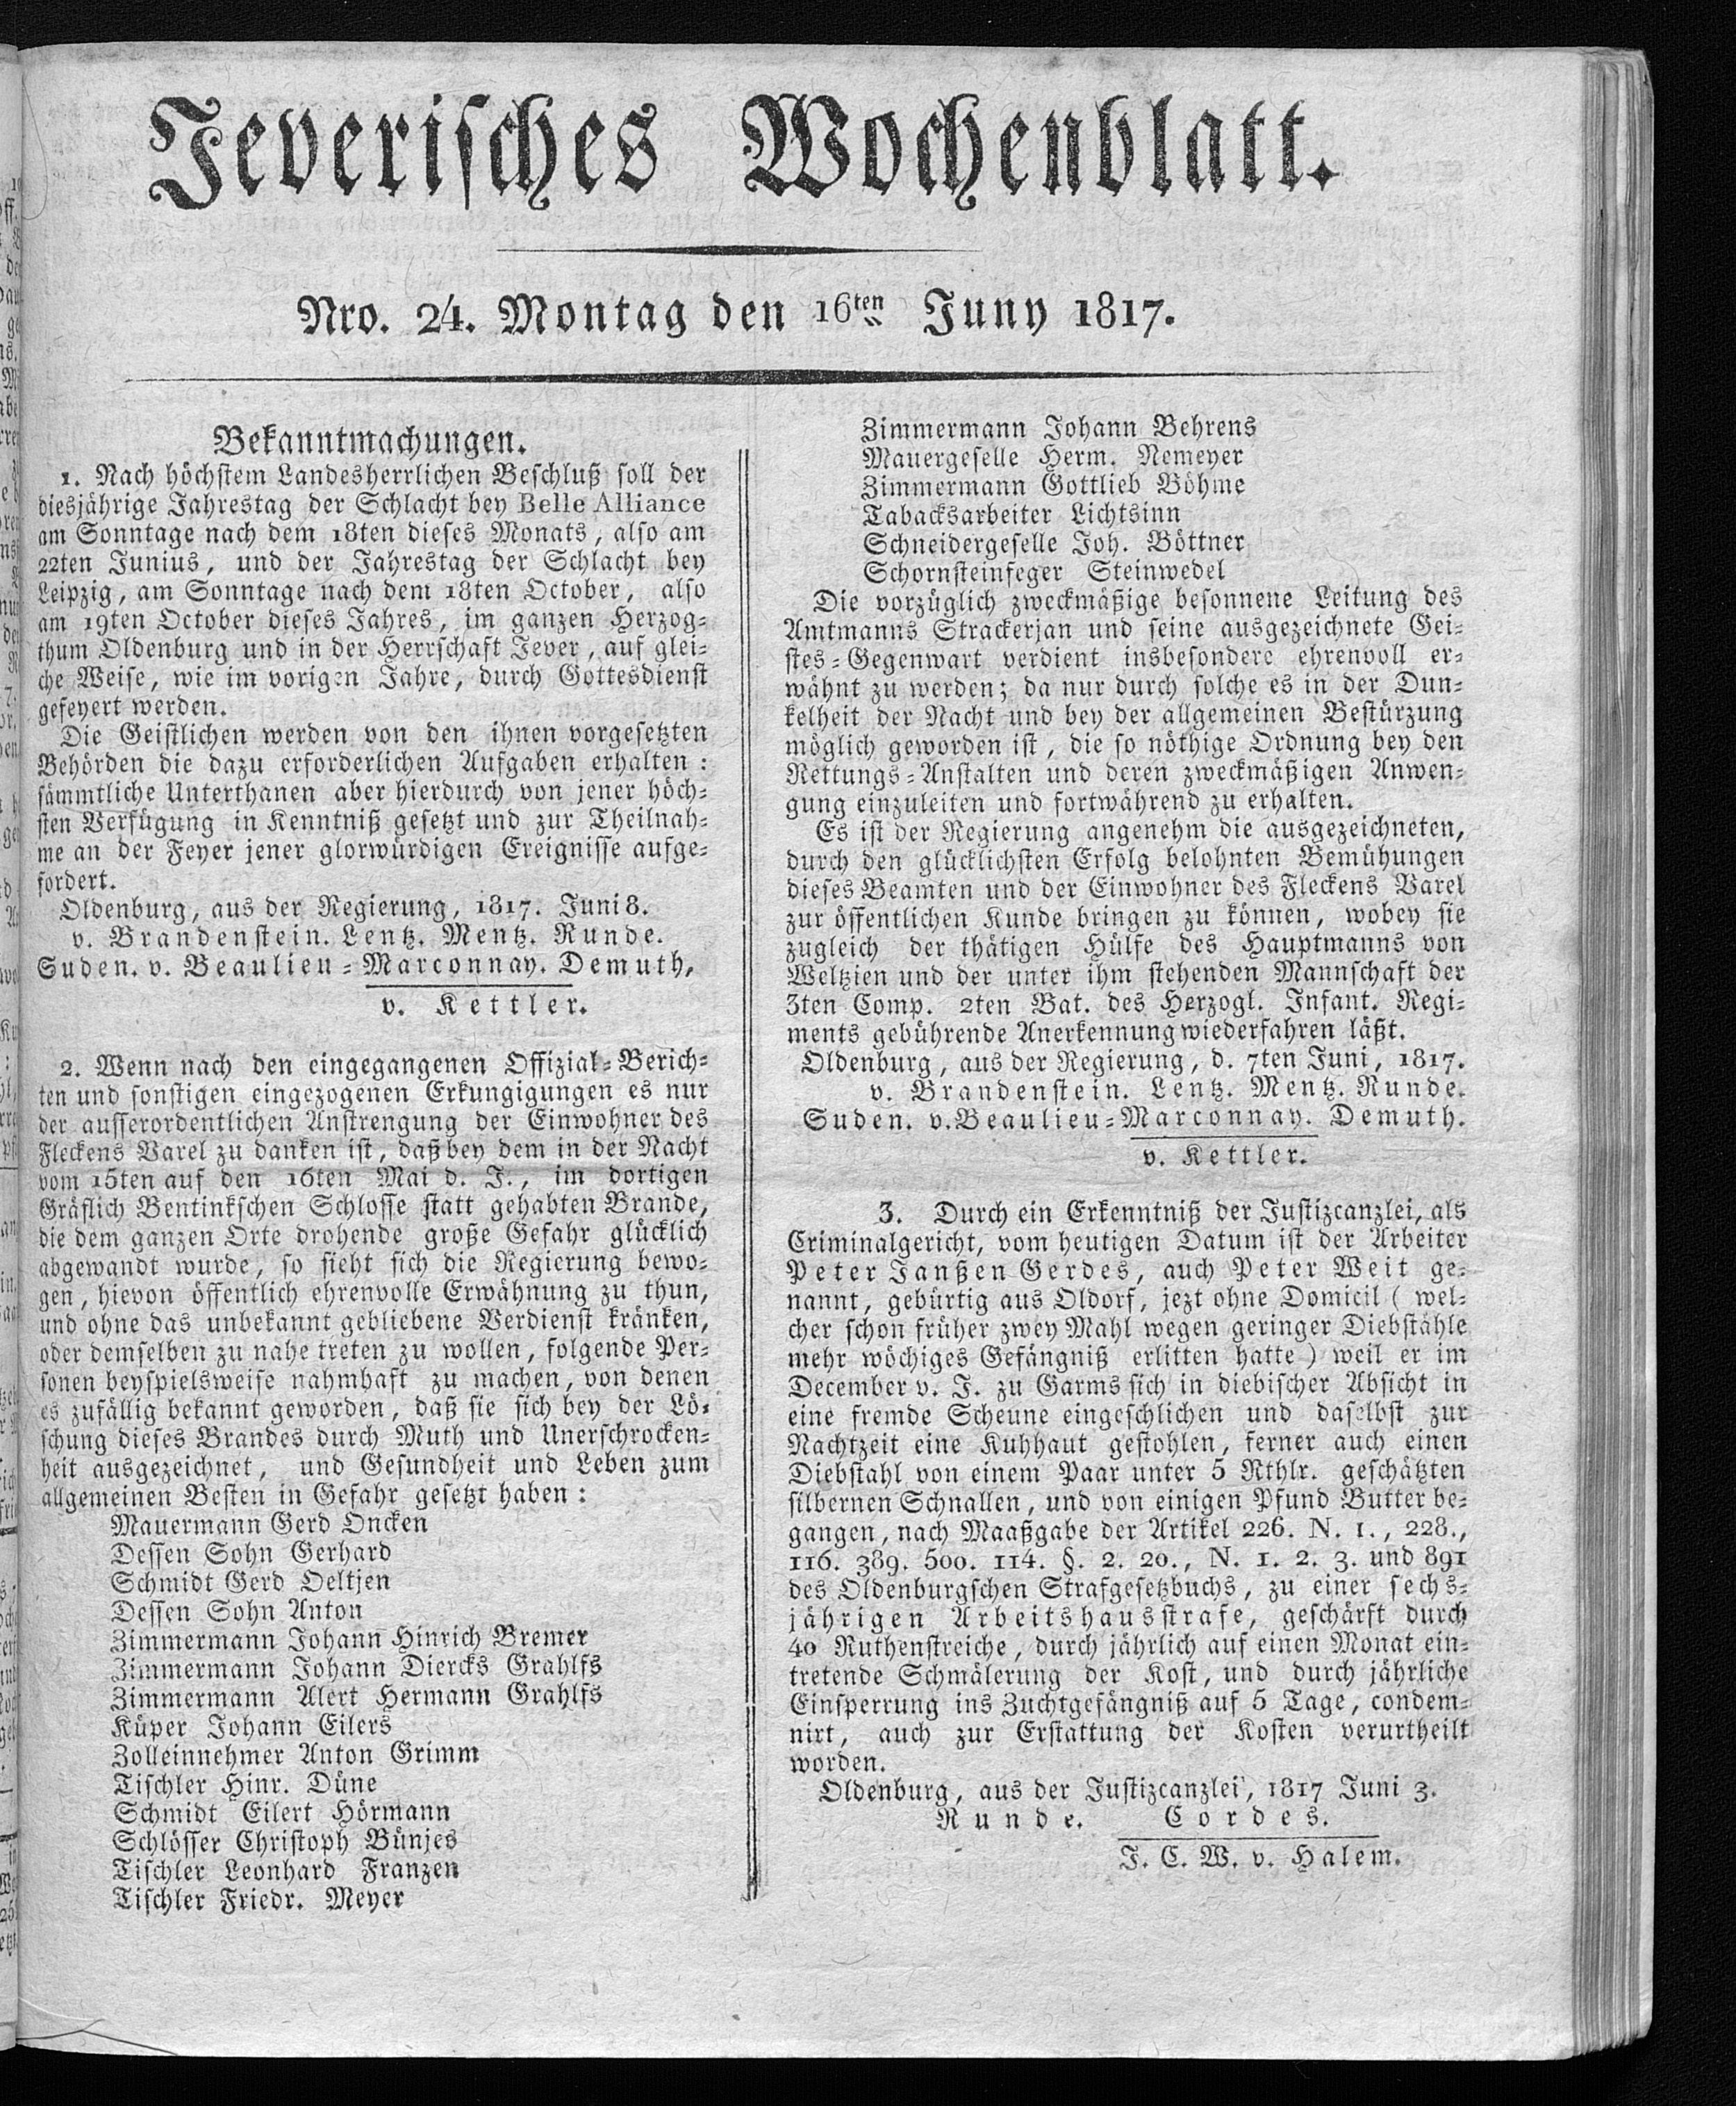 Jeverisches Wochenblatt.
Nro. 24. Montag den 16ten Juny 1817.
Bekanntmachungen.
1. Nach höchstem Landesherrlichen Beschluß soll der
diesjährige Jahrestag der Schlacht bey Belle Alliance
am Sonntage nach dem 18ten dieses Monats, also am
22ten Junius, und der Jahrestag der Schlacht bey
Leipzig, am Sonntage nach dem 18ten October, also
am 19ten October dieses Jahres, im ganzen Herzog-
thum Oldenburg und in der Herrschaft Jever, auf glei-
che Weise, wie im vorigen Jahre, durch Gottesdienst
gefeyert werden.
Die Geistlichen werden von den ihnen vorgesetzten
Behörden die dazu erforderlichen Aufgaben erhalten:
sämmtliche Unterthanen aber hierdurch von jener höch-
sten Verfügung in Kenntniß gesetzt und zur Theilnah-
me an der Feyer jener glorwürdigen Ereignisse aufge-
fordert.
Oldenburg, aus der Regierung, 1817. Juni 8.
v. Brandenstein. Lentz. Mentz. Runde.
Suden. v. Beaulieu-Marconnay. Demuth,
v. Kettler.
2. Wenn nach den eingegangenen Offizial-Berich-
ten und sonstigen eingezogenen Erkungigungen es nur
der ausserordentlichen Anstrengung der Einwohner des
Fleckens Varel zu danken ist, daß bey dem in der Nacht
vom 15ten auf den 16ten Mai d. J., im dortigen
Gräflich Bentinkschen Schlosse statt gehabten Brande,
die dem ganzen Orte drohende große Gefahr glücklich
abgewandt wurde, so sieht sich die Regierung bewo-
gen, hievon öffentlich ehrenvolle Erwähnung zu thun,
und ohne das unbekannt gebliebene Verdienst kränken,
oder demselben zu nahe treten zu wollen, folgende Per-
sonen beyspielsweise nahmhaft zu machen, von denen
es zufällig bekannt geworden, daß sie sich bey der Lö-
schung dieses Brandes durch Muth und Unerschrocken-
heit ausgezeichnet, und Gesundheit und Leben zum
allgemeinen Besten in Gefahr gesetzt haben:
Mauermann Gerd Oncken
Dessen Sohn Gerhard
Schmidt Gerd Oeltjen
Dessen Sohn Anton
Zimmermann Johann Hinrich Bremer
Zimmermann Johann Diercks Grahlfs
Zimmermann Alert Hermann Grahlfs
Küper Johann Eilers
Zolleinnehmer Anton Grimm
Tischler Hinr. Düne
Schmidt Eilert Hörmann
Schlösser Christoph Bünjes
Tischler Leonhard Franzen
Tischler Friedr. Meyer
Zimmermann Johann Behrens
Mauergeselle Herm. Nemeyer
Zimmermann Gottlieb Böhme
Tabacksarbeiter Lichtsinn
Schneidergeselle Joh. Böttner
Schornsteinfeger Steinwedel
Die vorzüglich zweckmäßige besonnene Leitung des
Amtmanns Strackerjan und seine ausgezeichnete Gei-
stes-Gegenwart verdient insbesondere ehrenvoll er-
wähnt zu werden; da nur durch solche es in der Dun-
kelheit der Nacht und bey der allgemeinen Bestürzung
möglich geworden ist, die so nöthige Ordnung bey den
Rettungs-Anstalten und deren zweckmäßigen Anwen-
gung einzuleiten und fortwährend zu erhalten.
Es ist der Regierung angenehm die ausgezeichneten,
durch den glücklichsten Erfolg belohnten Bemühungen
dieses Beamten und der Einwohner des Fleckens Varel
zur öffentlichen Kunde bringen zu können, wobey sie
zugleich der thätigen Hülfe des Hauptmanns von
Weltzien und der unter ihm stehenden Mannschaft der
3ten Comp. 2ten Bat. des Herzogl. Infant. Regi-
ments gebührende Anerkennung wiederfahren läßt.
Oldenburg, aus der Regierung, d. 7ten Juni, 1817.
v. Brandenstein. Lentz. Mentz. Runde.
Suden. v. Beaulieu-Marconnay. Demuth.
v. Kettler.
3. Durch ein Erkenntniß der Justizcanzlei, als
Criminalgericht, vom heutigen Datum ist der Arbeiter
Peter Janßen Gerdes, auch Peter Weit ge-
nannt, gebürtig aus Oldorf, jezt ohne Domicil ( wel-
cher schon früher zwey Mahl wegen geringer Diebstähle
mehr wöchiges Gefängniß erlitten hatte ) weil er im
December v. J. zu Garms sich in diebischer Absicht in
eine fremde Scheune eingeschlichen und daselbst zur
Nachtzeit eine Kuhhaut gestohlen, ferner auch einen
Diebstahl von einem Paar unter 5 Rthlr. geschätzten
silbernen Schnallen, und von einigen Pfund Butter be-
gangen, nach Maaßgabe der Artikel 226. N. 1., 228.,
116. 389. 500. 114. §. 2. 20., N. 1. 2. 3. und 891
des Oldenburgschen Strafgesetzbuchs, zu einer sechs-
jährigen Arbeitshausstrafe, geschärft durch
40 Ruthenstreiche, durch jährlich auf einen Monat ein-
tretende Schmälerung der Kost, und durch jährliche
Einsperrung ins Zuchtgefängniß auf 5 Tage, condem-
nirt, auch zur Erstattung der Kosten verurtheilt
worden.
Oldenburg, aus der Justizcanzlei, 1817 Juni 3.
Runde. Cordes.
J. C. W. v. Halem.